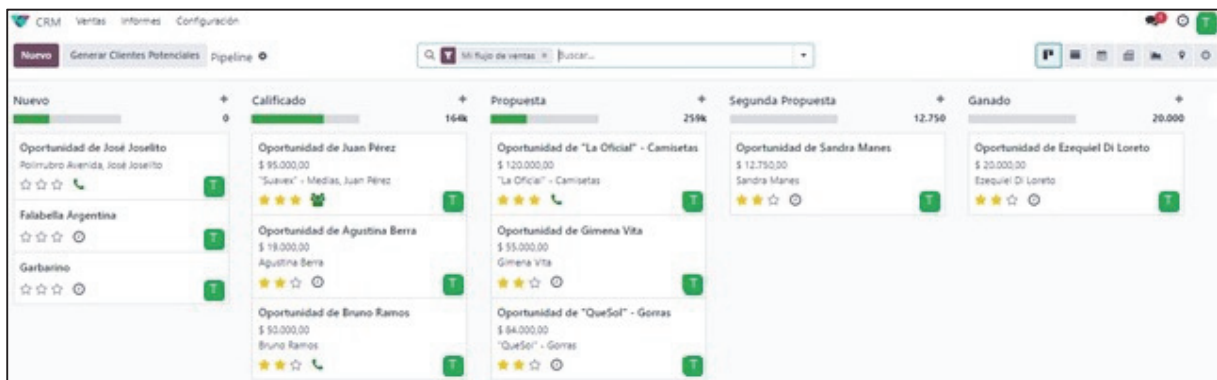 CRM Ventas Informes Configuración
Nuevo Generar Clientes Potenciales Pipeline Mi flujo de ventas × Buscar...
Nuevo + 0
Oportunidad de José Joselito
Polirrubro Avenida, José Joselito
T
Falabella Argentina
T
Garbarino
T
Calificado + 164k
Oportunidad de Juan Pérez
$ 95.000,00
"Suavex" - Medias, Juan Pérez
T
Oportunidad de Agustina Berra
$ 19.000,00
Agustina Berra
T
Oportunidad de Bruno Ramos
$ 50.000,00
Bruno Ramos
T
Propuesta + 259k
Oportunidad de "La Oficial" - Camisetas
$ 120.000,00
"La Oficial" - Camisetas
T
Oportunidad de Gimena Vita
$ 55.000,00
Gimena Vita
T
Oportunidad de "QueSol" - Gorras
$ 84.000,00
"QueSol" - Gorras
T
Segunda Propuesta + 12.750
Oportunidad de Sandra Manes
$ 12.750,00
Sandra Manes
T
Ganado + 20.000
Oportunidad de Ezequiel Di Loreto
$ 20.000,00
Ezequiel Di Loreto
T